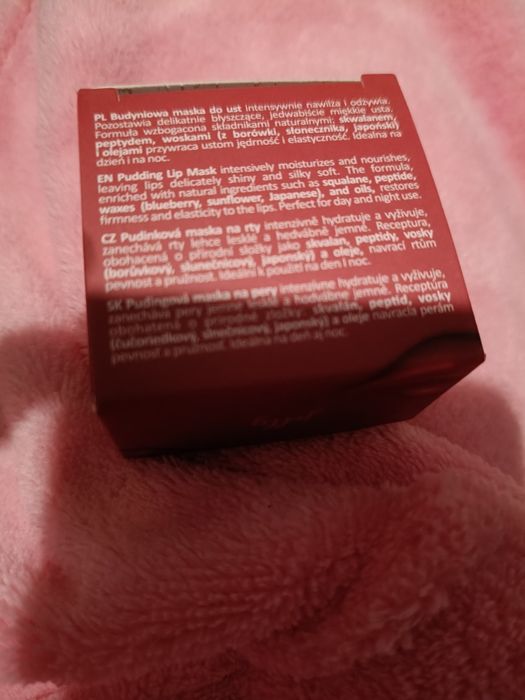 PL Budyniowa maska do ust intensywnie nawilża i odżywia.
Pozostawia delikatnie błyszczące, jedwabiście miękkie usta.
Formuła wzbogacona składnikami naturalnymi: skwalanem,
peptydem, woskami (z borówki, słonecznika, japoński)
i olejami przywraca ustom jędrność i elastyczność. Idealna na
dzień i na noc.
EN Pudding Lip Mask intensively moisturizes and nourishes,
leaving lips delicately shiny and silky soft. The formula,
enriched with natural ingredients such as squalane, peptide,
waxes (blueberry, sunflower, Japanese), and oils, restores
firmness and elasticity to the lips. Perfect for day and night use.
CZ Pudinková maska na rty intenzivně hydratuje a vyživuje,
zanechává rty lehce lesklé a hedvábně jemné. Receptura,
obohacená o přírodní složky jako skvalan, peptidy, vosky
(borůvkový, slunečnicový, japonský) a oleje, navrací rtům
pevnost a pružnost. Ideální k použití na den i noc.
SK Pudingová maska na pery intenzívne hydratuje a vyživuje,
zanecháva pery jemne lesklé a hodvábne jemné. Receptúra
obohatená o prírodné zložky: skvalán, peptid, vosky
(čučoriedkový, slnečnicový, japonský) a oleje navracia perám
pevnosť a pružnosť. Ideálna na deň aj noc.